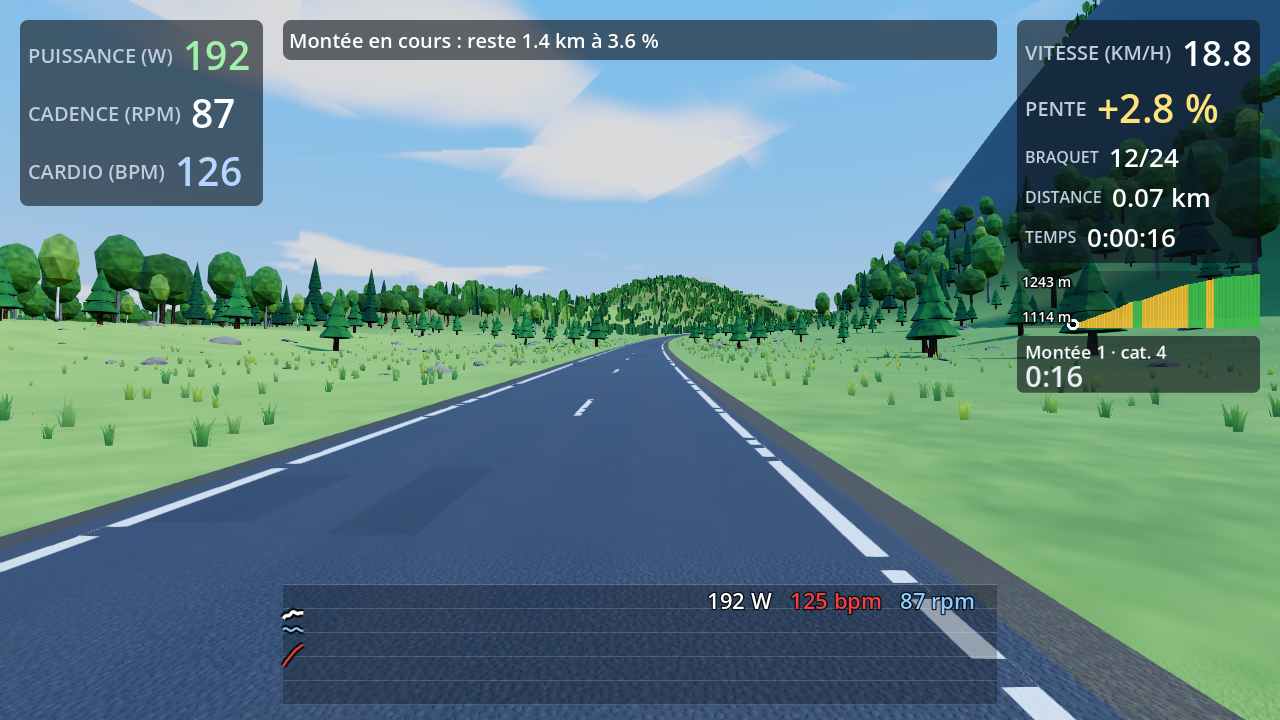 PUISSANCE (W) 192
CADENCE (RPM) 87
CARDIO (BPM) 126
Montée en cours : reste 1.4 km à 3.6 %
VITESSE (KM/H) 18.8
PENTE +2.8 %
BRAQUET 12/24
DISTANCE 0.07 km
TEMPS 0:00:16
1243 m
1114 m
Montée 1 · cat. 4
0:16
192 W 125 bpm 87 rpm